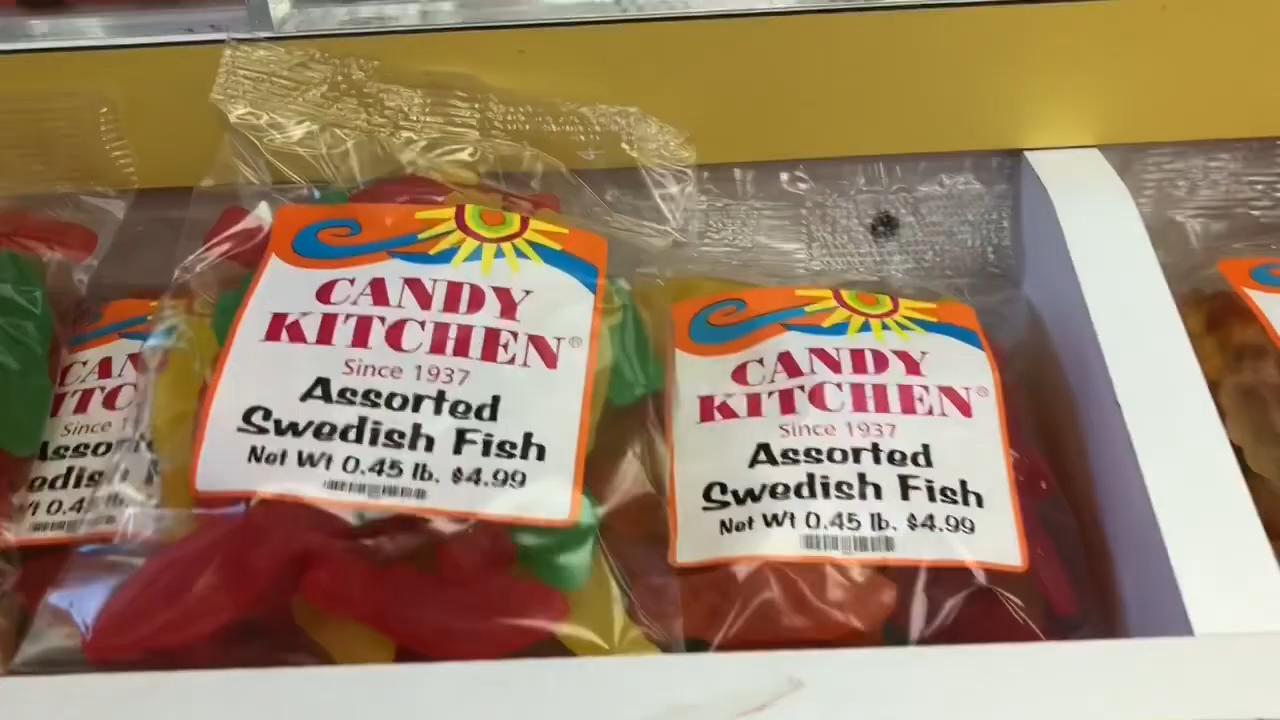 CANDY
KITCHEN®
Since 1937
Assorted
Swedish Fish
Net Wt 0.45 lb. $4.99
CANDY
KITCHEN®
Since 1937
Assorted
Swedish Fish
Net Wt 0.45 lb. $4.99